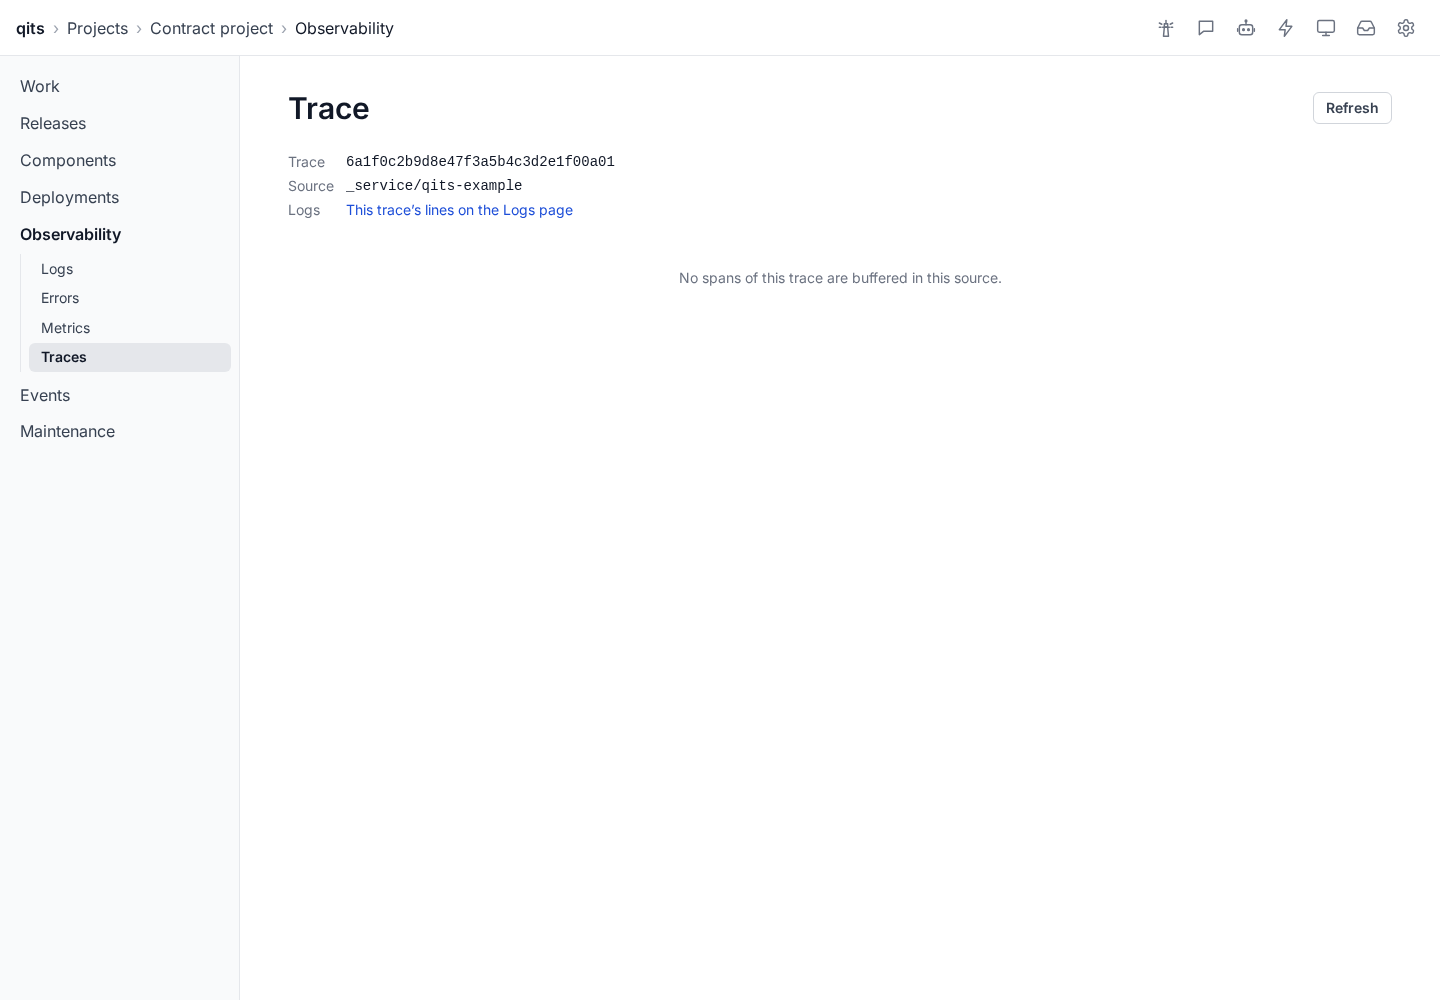 qits › Projects › Contract project › Observability
Work
Releases
Components
Deployments
Observability
Logs
Errors
Metrics
Traces
Events
Maintenance
Trace
Refresh
Trace 6a1f0c2b9d8e47f3a5b4c3d2e1f00a01
Source _service/qits-example
Logs This trace’s lines on the Logs page
No spans of this trace are buffered in this source.